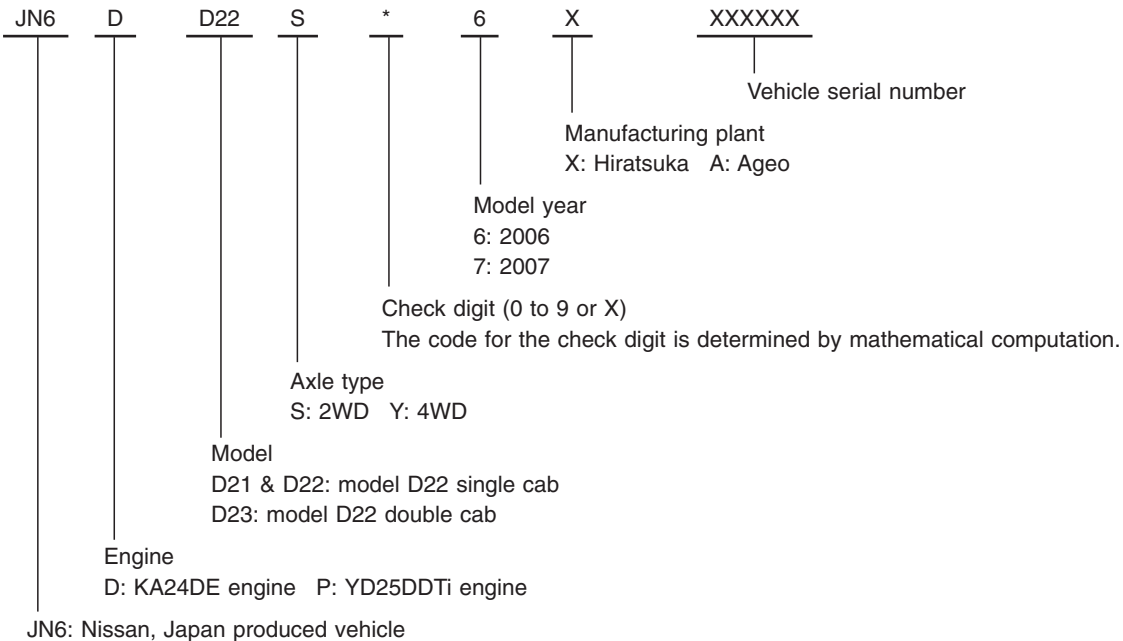 JN6 D D22 S * 6 X XXXXXX
Vehicle serial number
Manufacturing plant
X: Hiratsuka A: Ageo
Model year
6: 2006
7: 2007
Check digit (0 to 9 or X)
The code for the check digit is determined by mathematical computation.
Axle type
S: 2WD Y: 4WD
Model
D21 & D22: model D22 single cab
D23: model D22 double cab
Engine
D: KA24DE engine P: YD25DDTi engine
JN6: Nissan, Japan produced vehicle